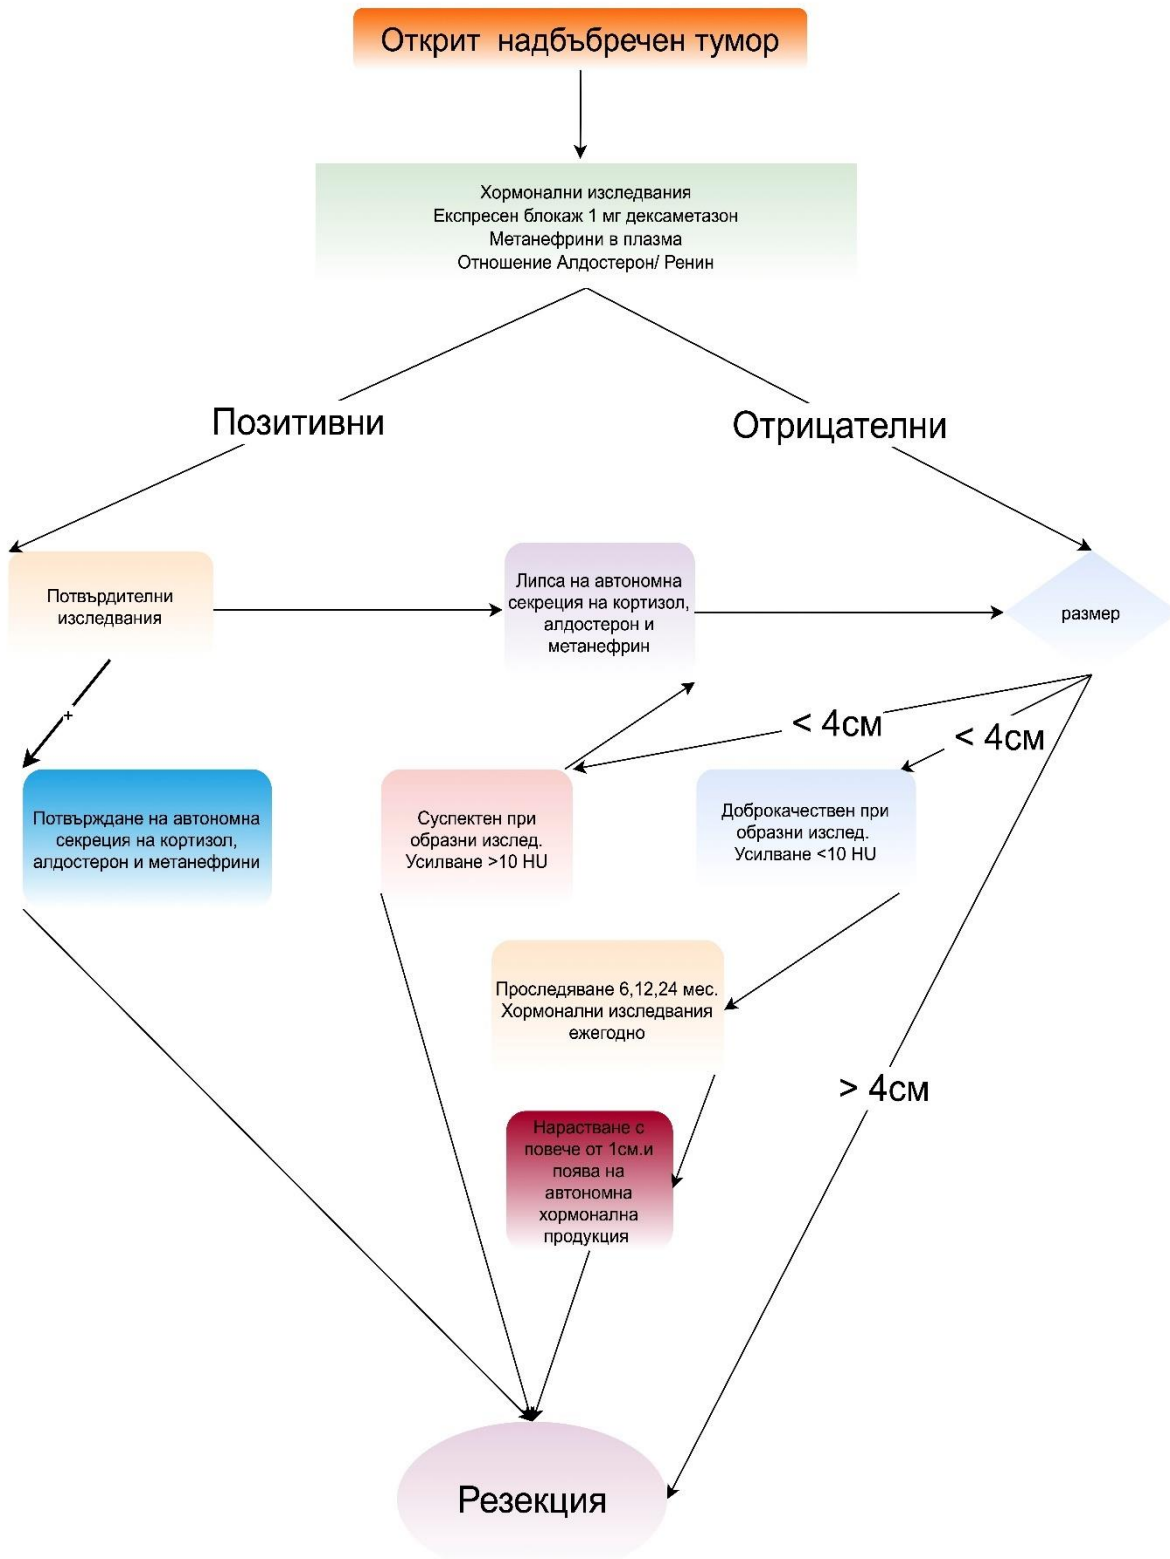 Открит надбъбречен тумор
Хормонални изследвания
Експресен блокаж 1 мг дексаметазон
Метанефрини в плазма
Отношение Алдостерон/ Ренин
Позитивни
Отрицателни
Потвърдителни
изследвания
Липса на автономна
секреция на кортизол,
алдостерон и
метанефрин
размер
+
< 4см
< 4см
Потвърждане на автономна
секреция на кортизол,
алдостерон и метанефрини
Суспектен при
образни изслед.
Усилване >10 HU
Доброкачествен при
образни изслед.
Усилване <10 HU
Проследяване 6,12,24 мес.
Хормонални изследвания
ежегодно
> 4см
Нарастване с
повече от 1см.и
поява на
автономна
хормонална
продукция
Резекция